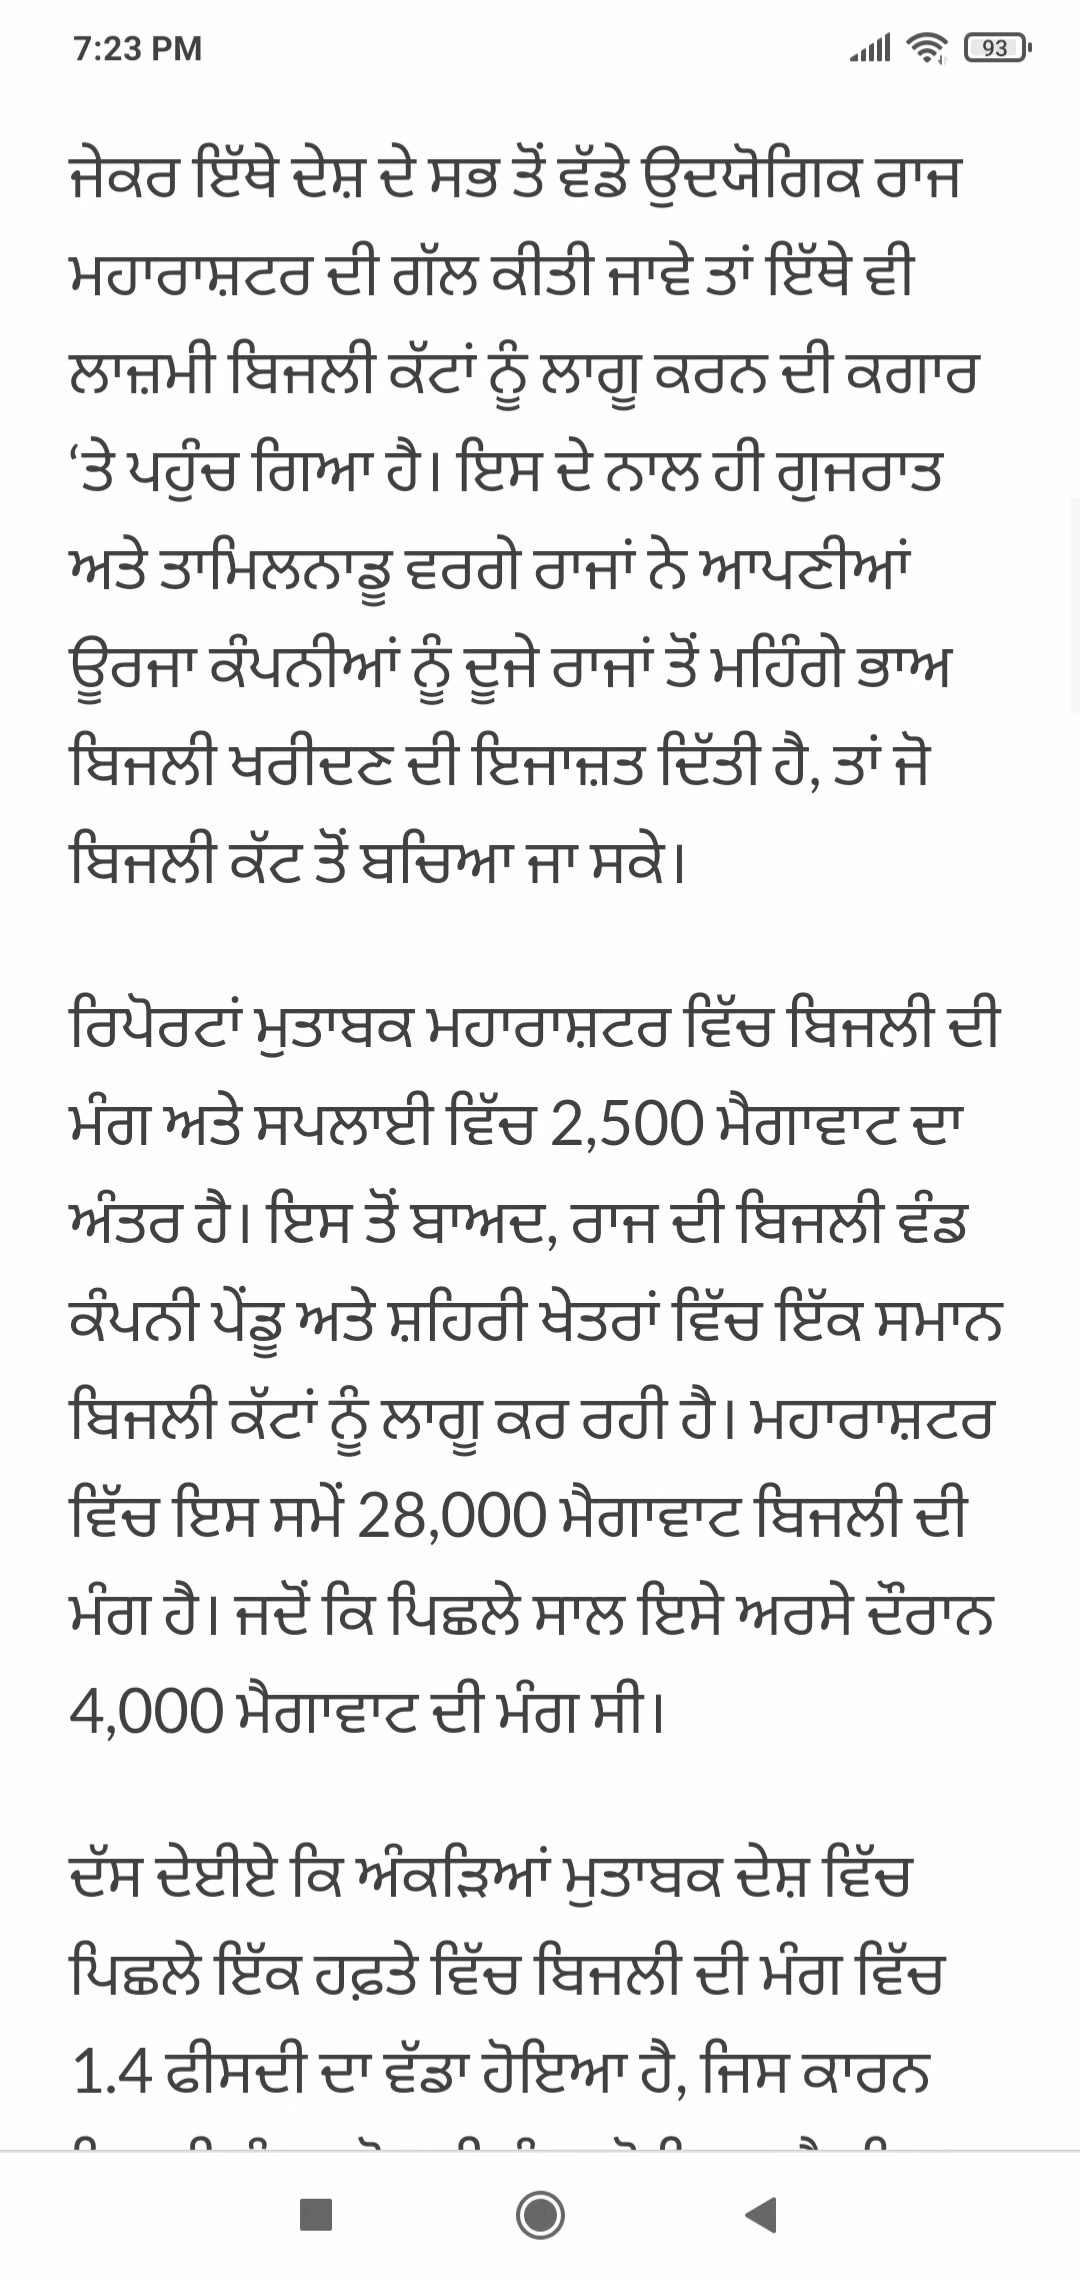 7:23 PM
93
ਜੇਕਰ ਇੱਥੇ ਦੇਸ਼ ਦੇ ਸਭ ਤੋਂ ਵੱਡੇ ਉਦਯੋਗਿਕ ਰਾਜ
ਮਹਾਰਾਸ਼ਟਰ ਦੀ ਗੱਲ ਕੀਤੀ ਜਾਵੇ ਤਾਂ ਇੱਥੇ ਵੀ
ਲਾਜ਼ਮੀ ਬਿਜਲੀ ਕੱਟਾਂ ਨੂੰ ਲਾਗੂ ਕਰਨ ਦੀ ਕਗਾਰ
‘ਤੇ ਪਹੁੰਚ ਗਿਆ ਹੈ। ਇਸ ਦੇ ਨਾਲ ਹੀ ਗੁਜਰਾਤ
ਅਤੇ ਤਾਮਿਲਨਾਡੂ ਵਰਗੇ ਰਾਜਾਂ ਨੇ ਆਪਣੀਆਂ
ਊਰਜਾ ਕੰਪਨੀਆਂ ਨੂੰ ਦੂਜੇ ਰਾਜਾਂ ਤੋਂ ਮਹਿੰਗੇ ਭਾਅ
ਬਿਜਲੀ ਖਰੀਦਣ ਦੀ ਇਜਾਜ਼ਤ ਦਿੱਤੀ ਹੈ, ਤਾਂ ਜੋ
ਬਿਜਲੀ ਕੱਟ ਤੋਂ ਬਚਿਆ ਜਾ ਸਕੇ।
ਰਿਪੋਰਟਾਂ ਮੁਤਾਬਕ ਮਹਾਰਾਸ਼ਟਰ ਵਿੱਚ ਬਿਜਲੀ ਦੀ
ਮੰਗ ਅਤੇ ਸਪਲਾਈ ਵਿੱਚ 2,500 ਮੈਗਾਵਾਟ ਦਾ
ਅੰਤਰ ਹੈ। ਇਸ ਤੋਂ ਬਾਅਦ, ਰਾਜ ਦੀ ਬਿਜਲੀ ਵੰਡ
ਕੰਪਨੀ ਪੇਂਡੂ ਅਤੇ ਸ਼ਹਿਰੀ ਖੇਤਰਾਂ ਵਿੱਚ ਇੱਕ ਸਮਾਨ
ਬਿਜਲੀ ਕੱਟਾਂ ਨੂੰ ਲਾਗੂ ਕਰ ਰਹੀ ਹੈ। ਮਹਾਰਾਸ਼ਟਰ
ਵਿੱਚ ਇਸ ਸਮੇਂ 28,000 ਮੈਗਾਵਾਟ ਬਿਜਲੀ ਦੀ
ਮੰਗ ਹੈ। ਜਦੋਂ ਕਿ ਪਿਛਲੇ ਸਾਲ ਇਸੇ ਅਰਸੇ ਦੌਰਾਨ
4,000 ਮੈਗਾਵਾਟ ਦੀ ਮੰਗ ਸੀ।
ਦੱਸ ਦੇਈਏ ਕਿ ਅੰਕੜਿਆਂ ਮੁਤਾਬਕ ਦੇਸ਼ ਵਿੱਚ
ਪਿਛਲੇ ਇੱਕ ਹਫ਼ਤੇ ਵਿੱਚ ਬਿਜਲੀ ਦੀ ਮੰਗ ਵਿੱਚ
1.4 ਫੀਸਦੀ ਦਾ ਵੱਡਾ ਹੋਇਆ ਹੈ, ਜਿਸ ਕਾਰਨ